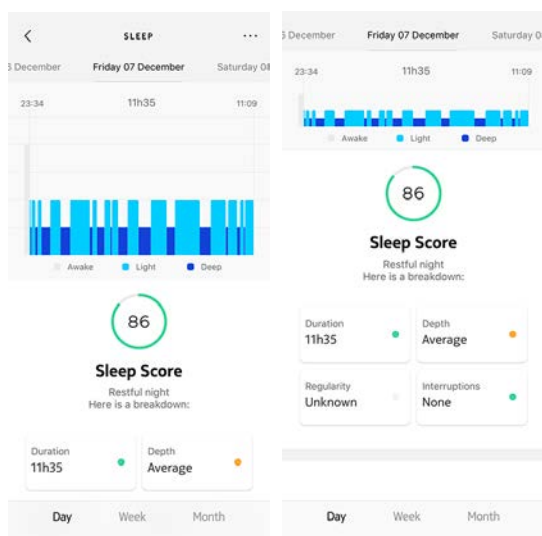 SLEEP
6 December Friday 07 December Saturday 08
23:34 11h35 11:09
Awake Light Deep
86
Sleep Score
Restful night
Here is a breakdown:
Duration
11h35
Depth
Average
Day Week Month
December Friday 07 December Saturday 0
23:34 11h35 11:09
Awake Light Deep
86
Sleep Score
Restful night
Here is a breakdown:
Duration
11h35
Depth
Average
Regularity
Unknown
Interruptions
None
Day Week Month